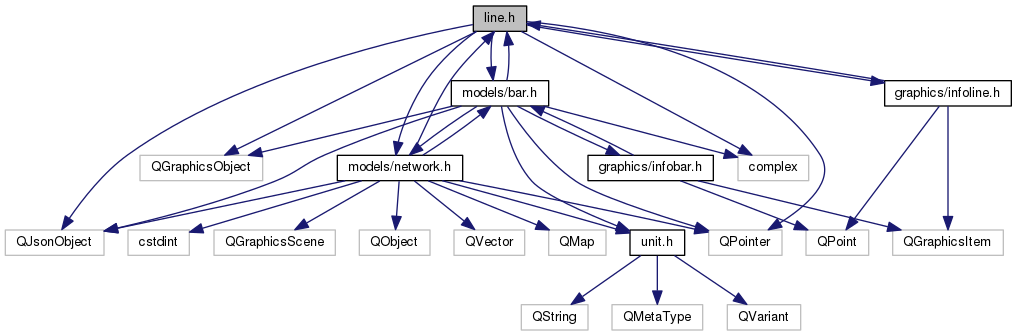 line.h
models/bar.h
graphics/infoline.h
QGraphicsObject
models/network.h
graphics/infobar.h
complex
QJsonObject
cstdint
QGraphicsScene
QObject
QVector
QMap
unit.h
QPointer
QPoint
QGraphicsItem
QString
QMetaType
QVariant